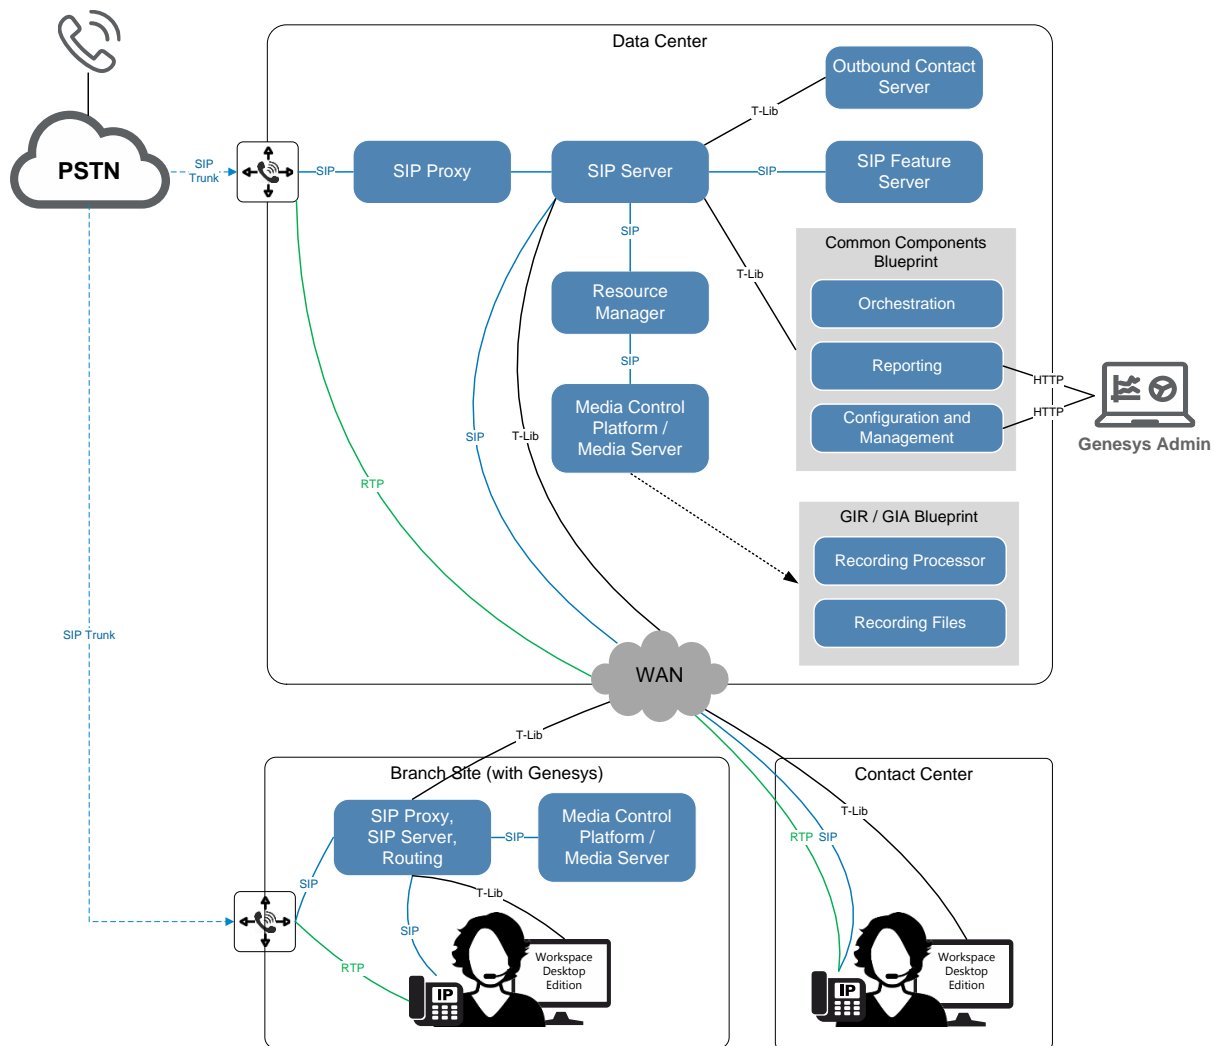 Data Center
Outbound Contact
Server
T-Lib
PSTN
SIP
Trunk
SIP
SIP Proxy
SIP Server
SIP
SIP Feature
Server
SIP
Common Components
Blueprint
T-Lib
Resource
Manager
Orchestration
SIP
Reporting
HTTP
HTTP
Configuration and
Management
Genesys Admin
Media Control
Platform /
Media Server
SIP
T-Lib
RTP
GIR / GIA Blueprint
Recording Processor
Recording Files
SIP Trunk
WAN
T-Lib
Branch Site (with Genesys)
SIP Proxy,
SIP Server,
Routing
SIP
Media Control
Platform /
Media Server
SIP
T-Lib
SIP
RTP
IP
Workspace
Desktop
Edition
Contact Center
T-Lib
RTP
SIP
IP
Workspace
Desktop
Edition